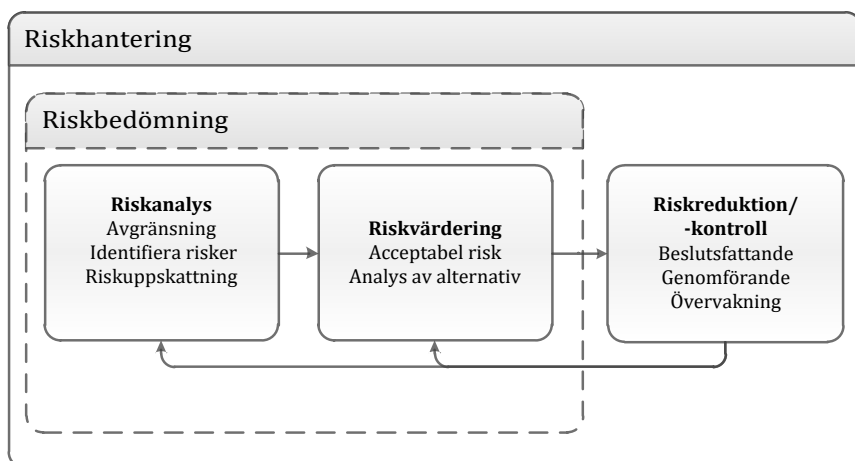 Riskhantering
Riskbedömning
Riskanalys
Avgränsning
Identifiera risker
Riskuppskattning
Riskvärdering
Acceptabel risk
Analys av alternativ
Riskreduktion/
-kontroll
Beslutsfattande
Genomförande
Övervakning